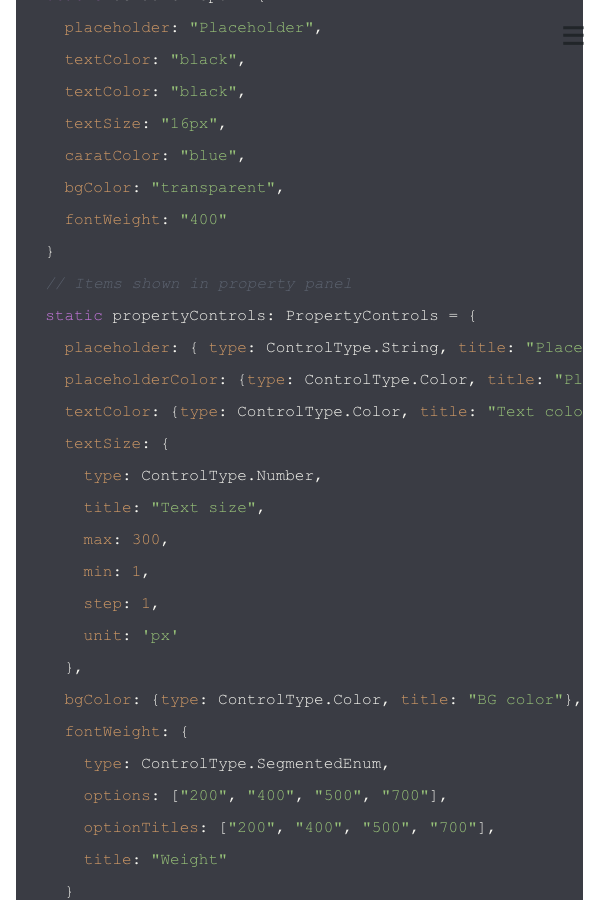 placeholder: "Placeholder",
textColor: "black",
textColor: "black",
textSize: "16px",
caratColor: "blue",
bgColor: "transparent",
fontWeight: "400"
}
// Items shown in property panel
static propertyControls: PropertyControls = {
placeholder: { type: ControlType.String, title: "Place
placeholderColor: {type: ControlType.Color, title: "Pl
textColor: {type: ControlType.Color, title: "Text colo
textSize: {
type: ControlType.Number,
title: "Text size",
max: 300,
min: 1,
step: 1,
unit: 'px'
},
bgColor: {type: ControlType.Color, title: "BG color"},
fontWeight: {
type: ControlType.SegmentedEnum,
options: ["200", "400", "500", "700"],
optionTitles: ["200", "400", "500", "700"],
title: "Weight"
}